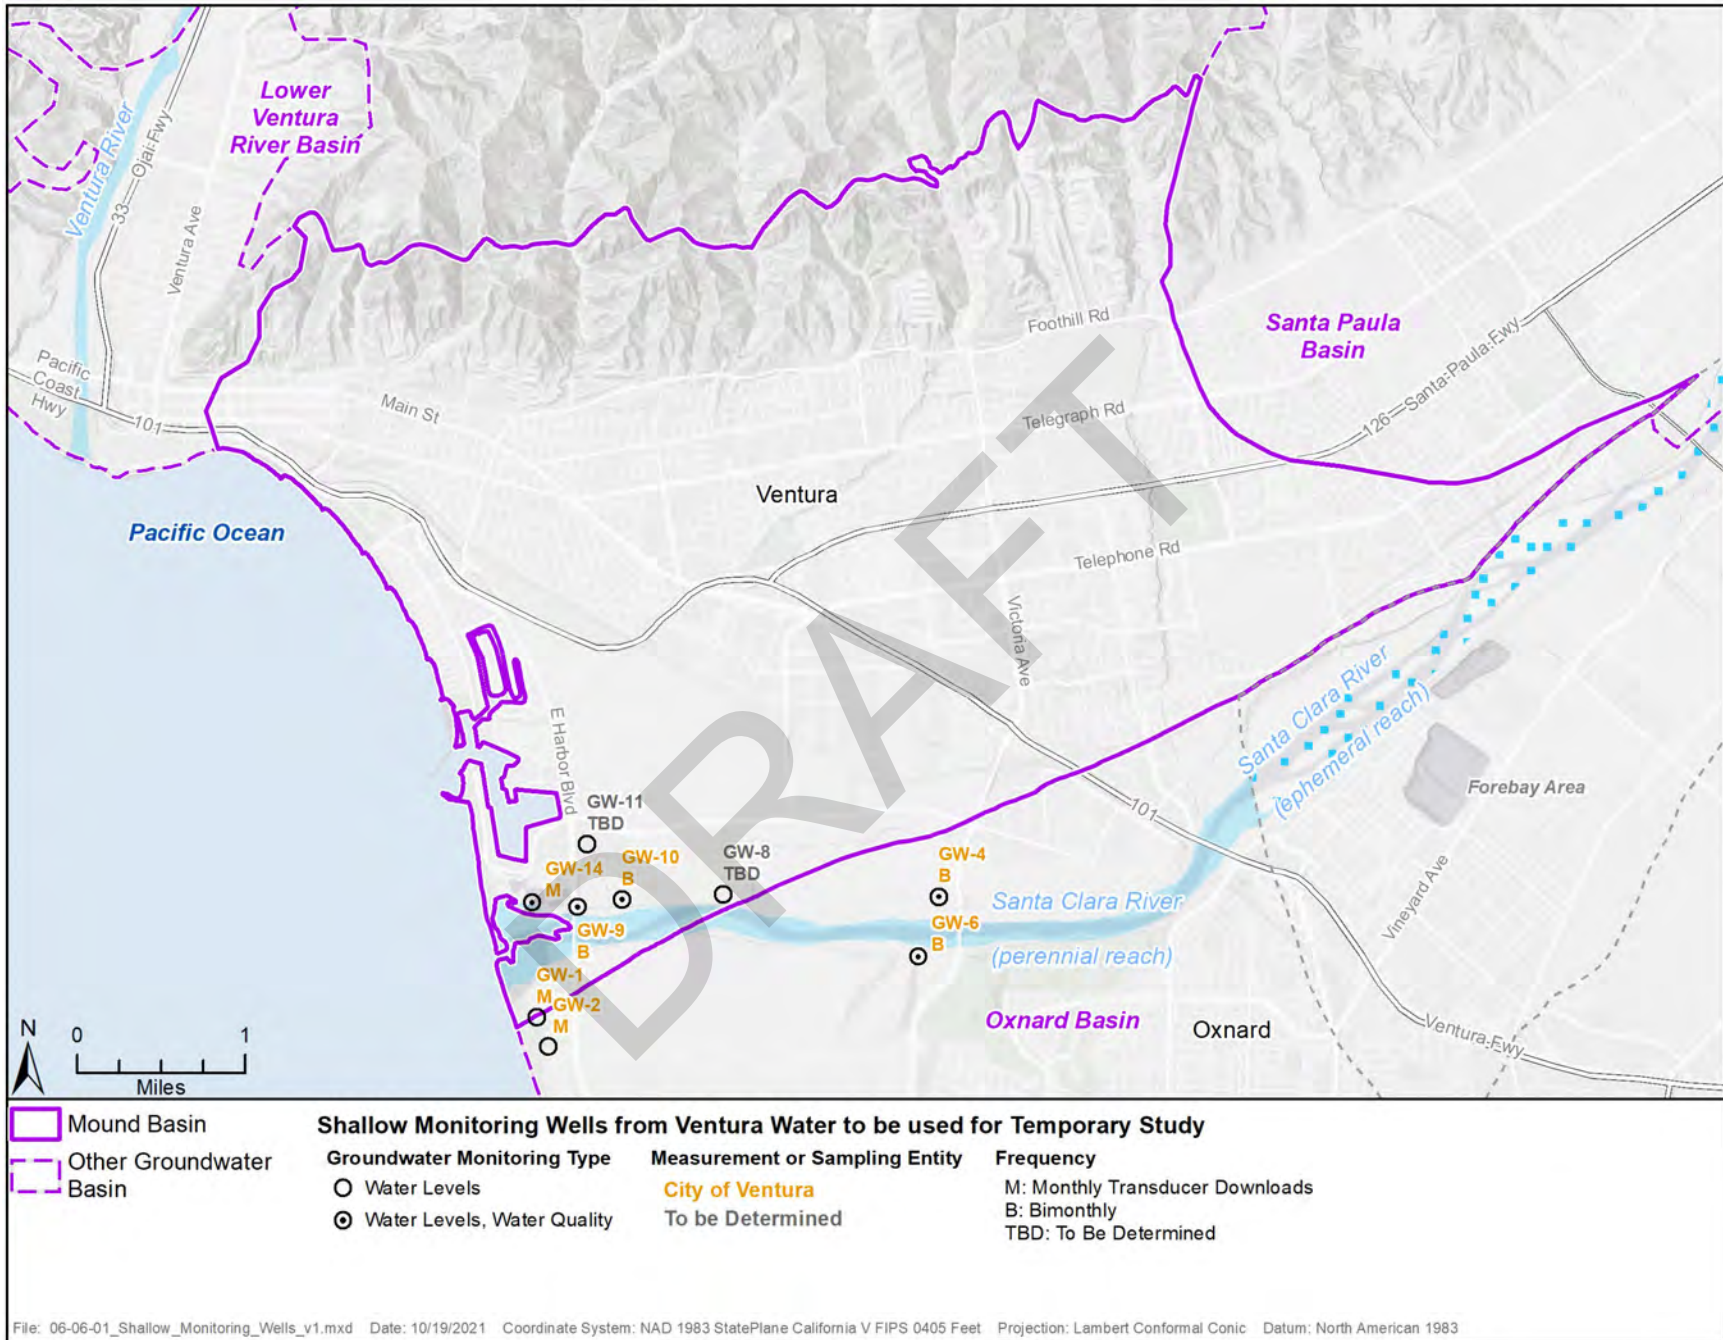 Lower
Ventura
River Basin
Ventura River
33
Ojai Fwy
Ventura Ave
Pacific
Coast
Hwy
101
Main St
Foothill Rd
Santa Paula
Basin
Telegraph Rd
126
Santa Paula Fwy
Ventura
Pacific Ocean
Telephone Rd
Victoria Ave
E Harbor Blvd
Santa Clara River
(ephemeral reach)
Forebay Area
101
GW-11
TBD
GW-14
M
GW-10
B
GW-8
TBD
GW-4
B
GW-9
B
Santa Clara River
(perennial reach)
GW-6
B
Vineyard Ave
GW-1
M
GW-2
M
Oxnard Basin
Oxnard
Ventura Fwy
DRAFT
N
0
1
Miles
Mound Basin
Other Groundwater
Basin
Shallow Monitoring Wells from Ventura Water to be used for Temporary Study
Groundwater Monitoring Type
Water Levels
Water Levels, Water Quality
Measurement or Sampling Entity
City of Ventura
To be Determined
Frequency
M: Monthly Transducer Downloads
B: Bimonthly
TBD: To Be Determined
File: 06-06-01_Shallow_Monitoring_Wells_v1.mxd Date: 10/19/2021 Coordinate System: NAD 1983 StatePlane California V FIPS 0405 Feet Projection: Lambert Conformal Conic Datum: North American 1983